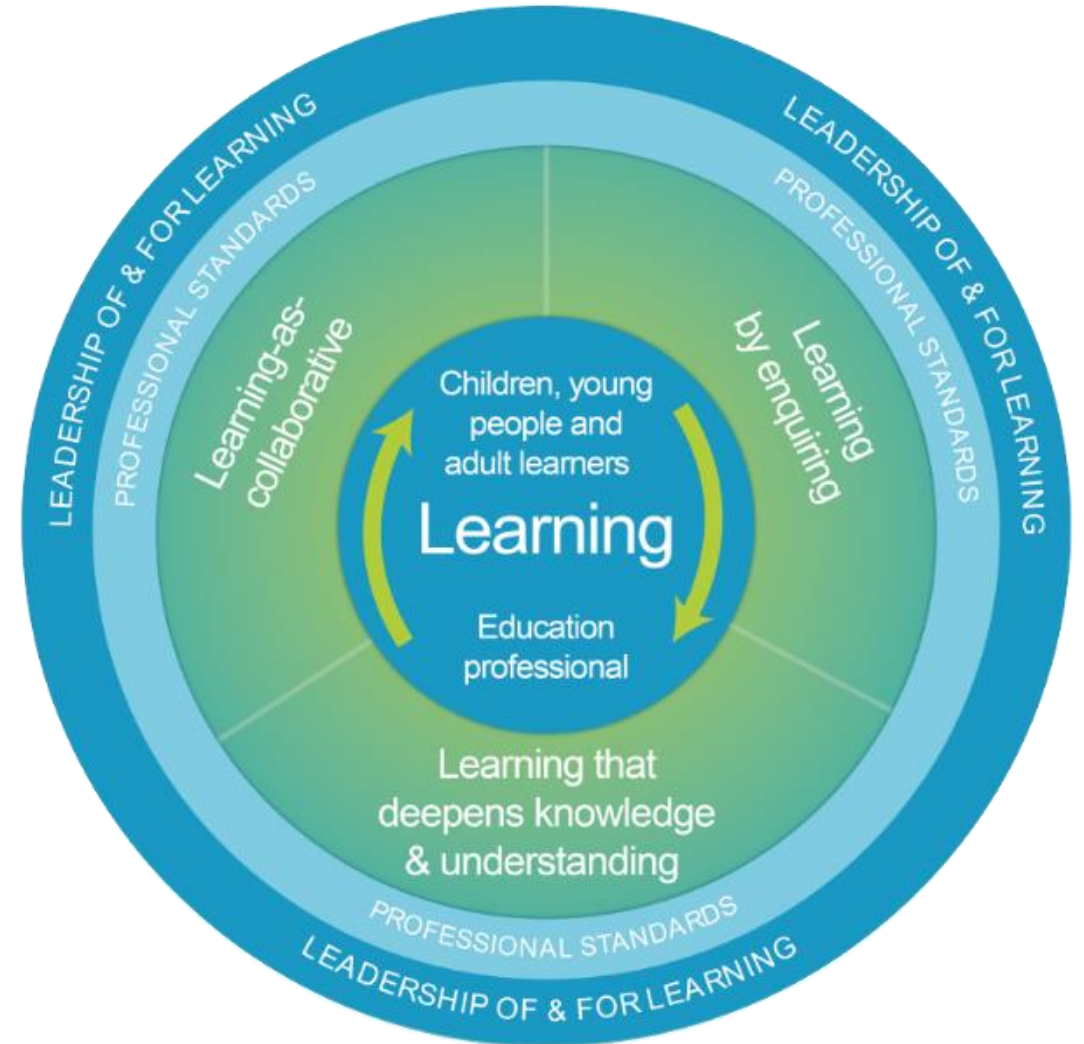 LEADERSHIP OF & FOR LEARNING
LEADERSHIP OF & FOR LEARNING
PROFESSIONAL STANDARDS
PROFESSIONAL STANDARDS
Learning-as-
collaborative
Learning
by enquiring
Children, young
people and
adult learners
Learning
Education
professional
Learning that
deepens knowledge
& understanding
PROFESSIONAL STANDARDS
LEADERSHIP OF & FOR LEARNING